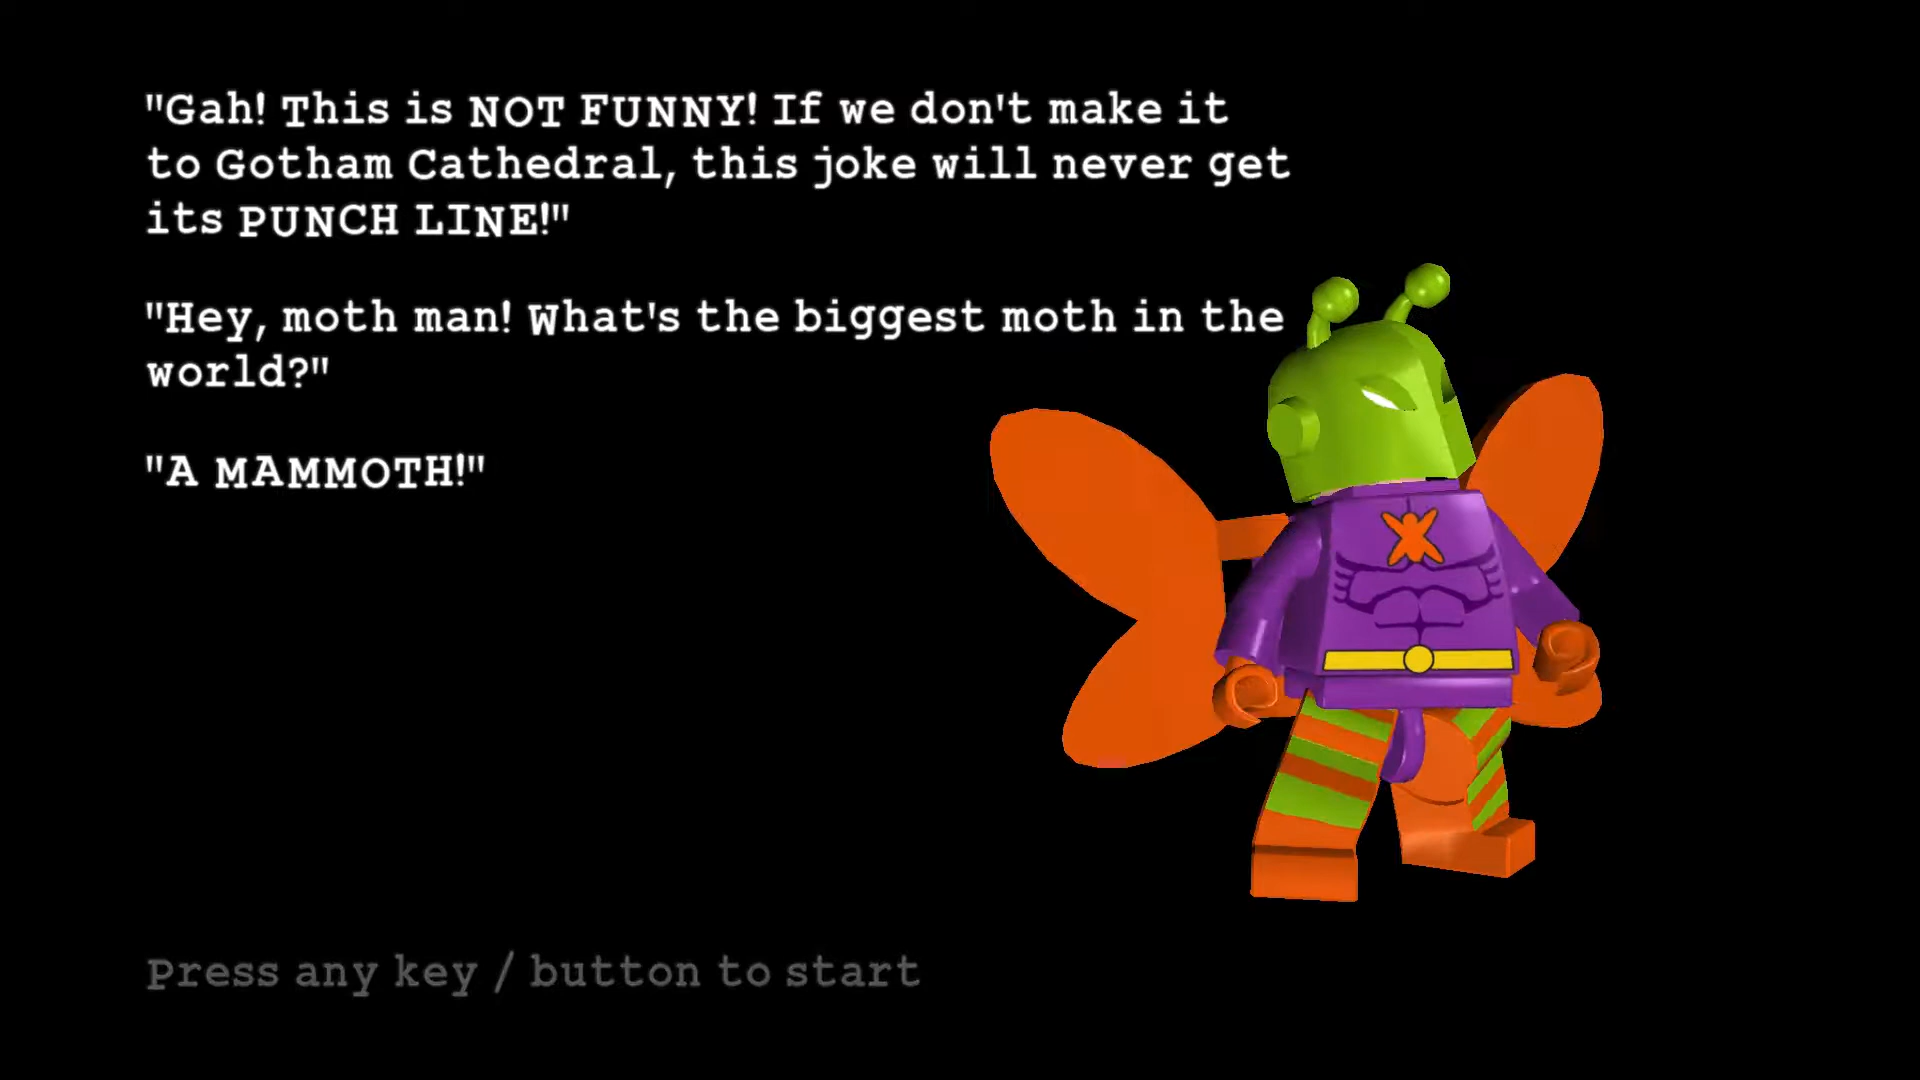 "Gah! This is NOT FUNNY! If we don't make it
to Gotham Cathedral, this joke will never get
its PUNCH LINE!"
"Hey, moth man! What's the biggest moth in the
world?"
"A MAMMOTH!"
Press any key / button to start